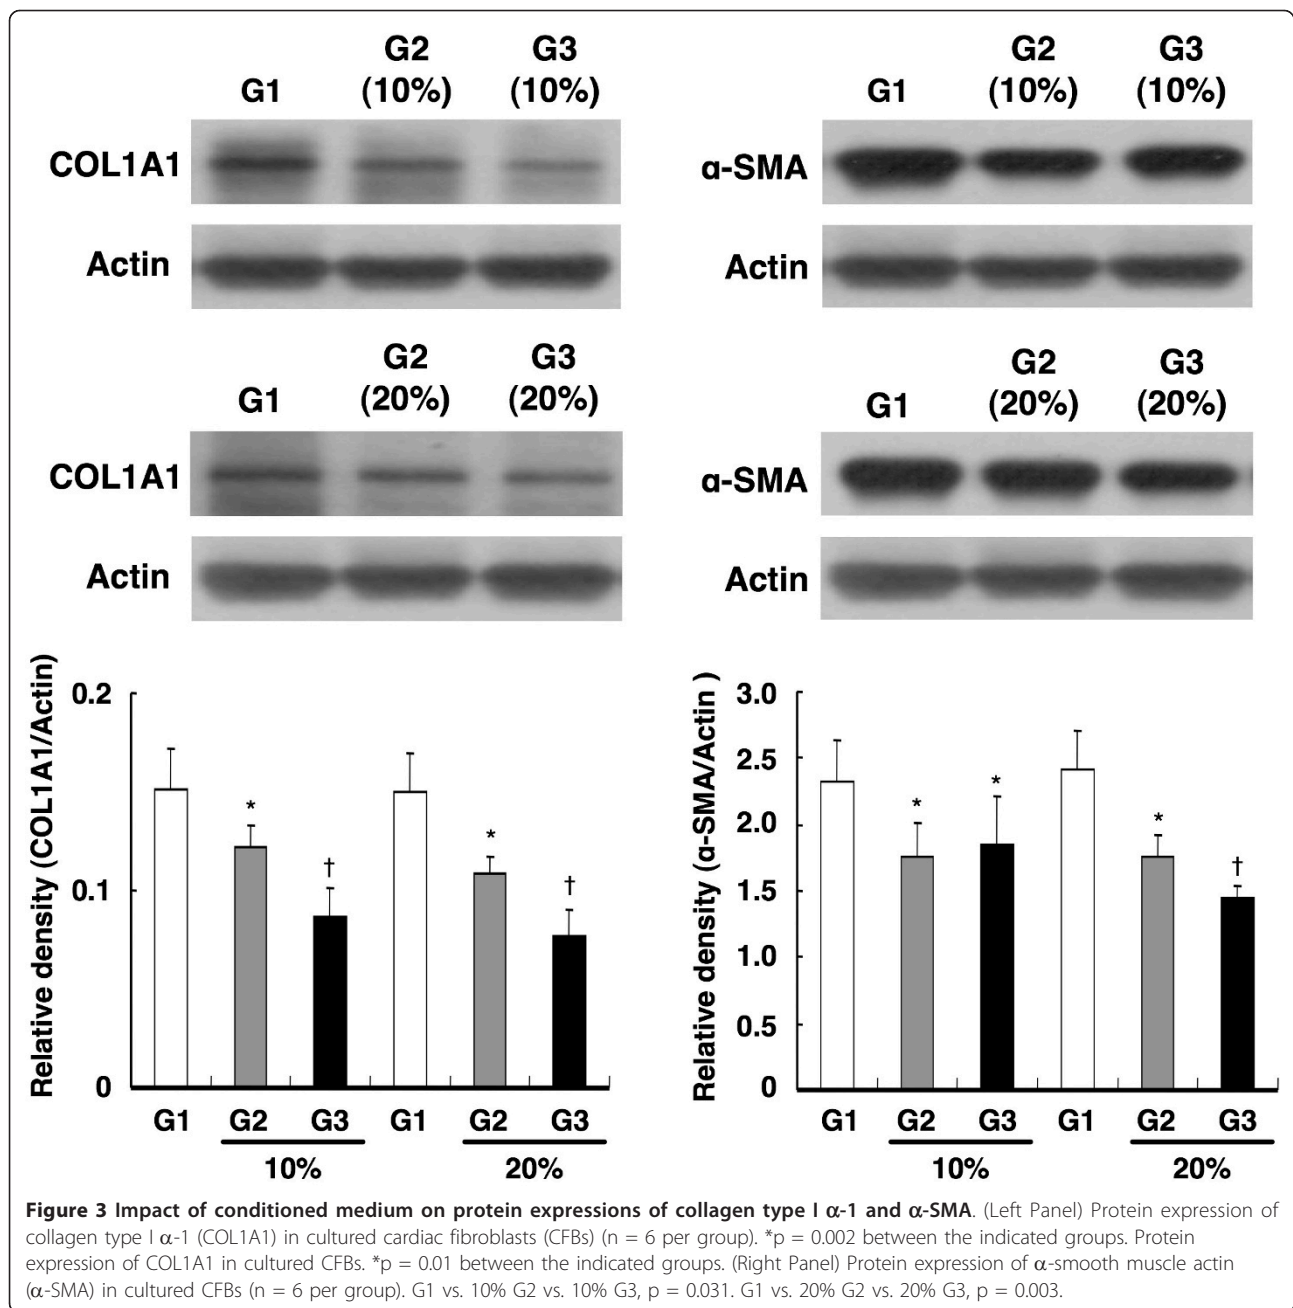 G1 G2 (10%) G3 (10%)
COL1A1
Actin
G1 G2 (10%) G3 (10%)
α-SMA
Actin
G1 G2 (20%) G3 (20%)
COL1A1
Actin
G1 G2 (20%) G3 (20%)
α-SMA
Actin
Relative density (COL1A1/Actin)
0.2
0.1
0
*
†
*
†
G1 G2 G3 G1 G2 G3
10% 20%
Relative density (α-SMA/Actin )
3.0
2.5
2.0
1.5
1.0
0.5
0
*
*
*
†
G1 G2 G3 G1 G2 G3
10% 20%
Figure 3 Impact of conditioned medium on protein expressions of collagen type I α-1 and α-SMA. (Left Panel) Protein expression of
collagen type I α-1 (COL1A1) in cultured cardiac fibroblasts (CFBs) (n = 6 per group). *p = 0.002 between the indicated groups. Protein
expression of COL1A1 in cultured CFBs. *p = 0.01 between the indicated groups. (Right Panel) Protein expression of α-smooth muscle actin
(α-SMA) in cultured CFBs (n = 6 per group). G1 vs. 10% G2 vs. 10% G3, p = 0.031. G1 vs. 20% G2 vs. 20% G3, p = 0.003.